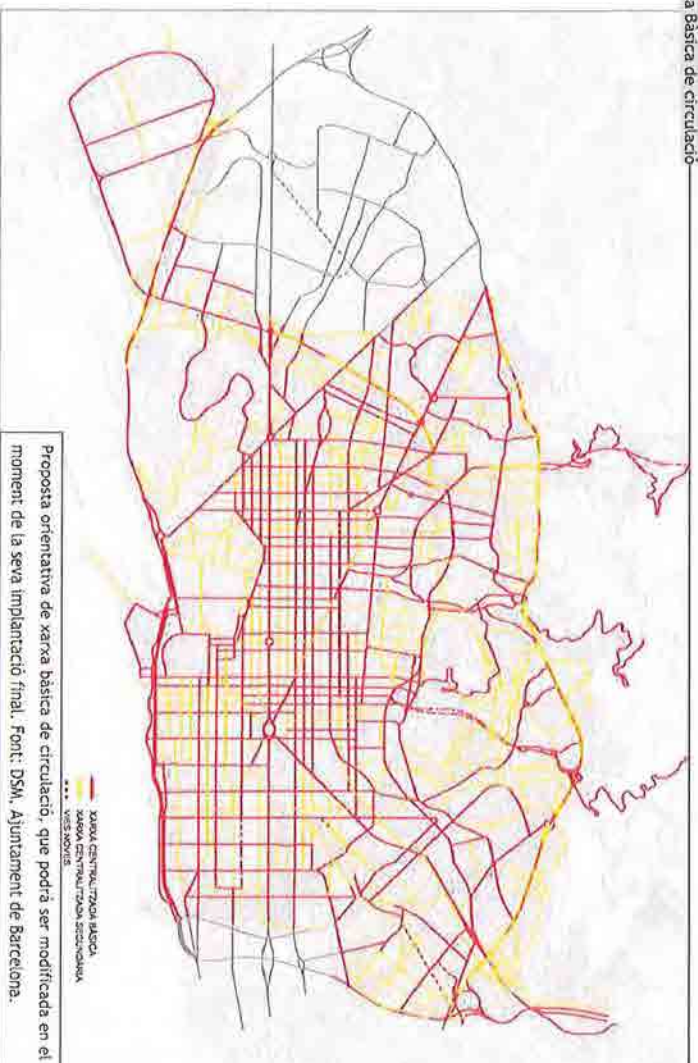 a Bàsica de circulació
XARXA CENTRALITZADA BÀSICA
XARXA CENTRALITZADA SECUNDÀRIA
VIES NOVES
Proposta orientativa de xarxa bàsica de circulació, que podrà ser modificada en el
moment de la seva implantació final. Font: DSM, Ajuntament de Barcelona.